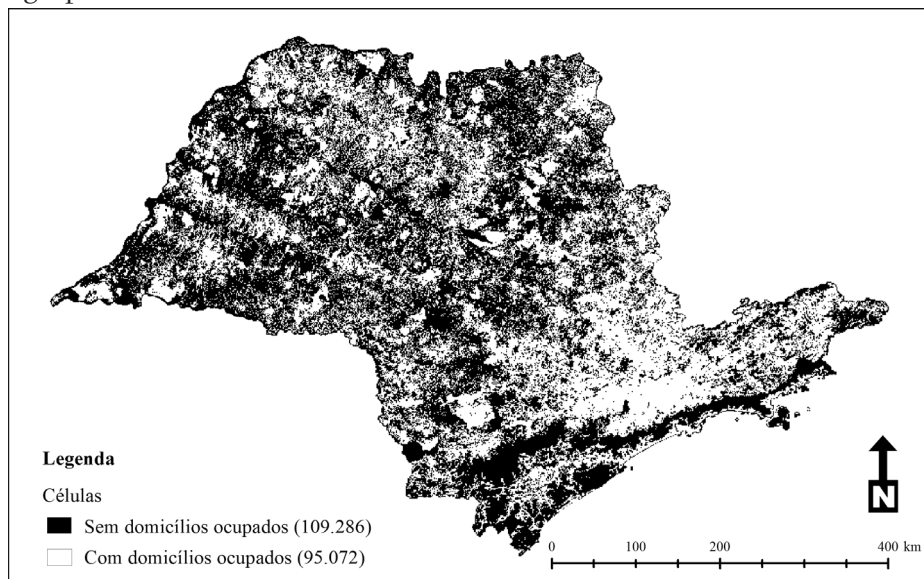 Legenda
Células
Sem domicílios ocupados (109.286)
Com domicílios ocupados (95.072)
N
0 100 200 400 km